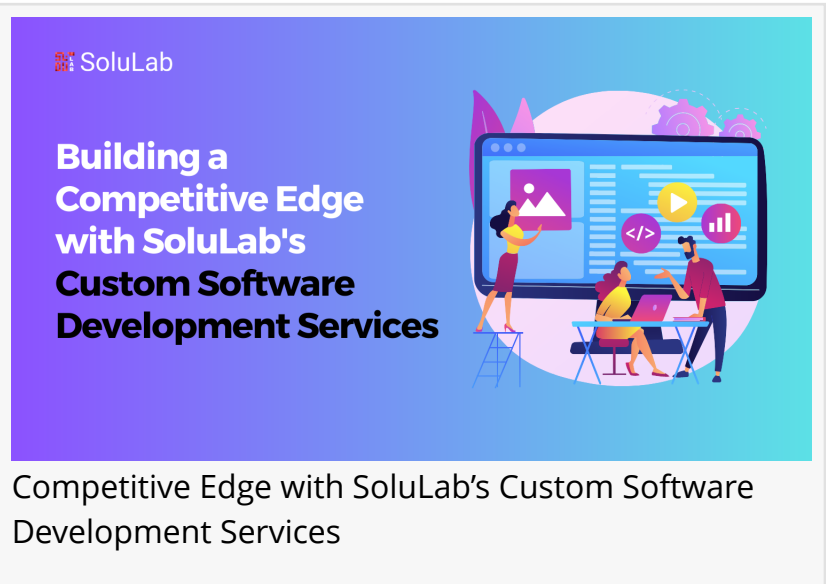 SoluLab
Building a
Competitive Edge
with SoluLab's
Custom Software
Development Services
</>
Competitive Edge with SoluLab’s Custom Software
Development Services